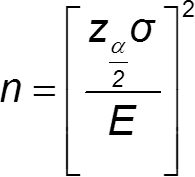 n = [ z_{α/2} σ / E ]^2